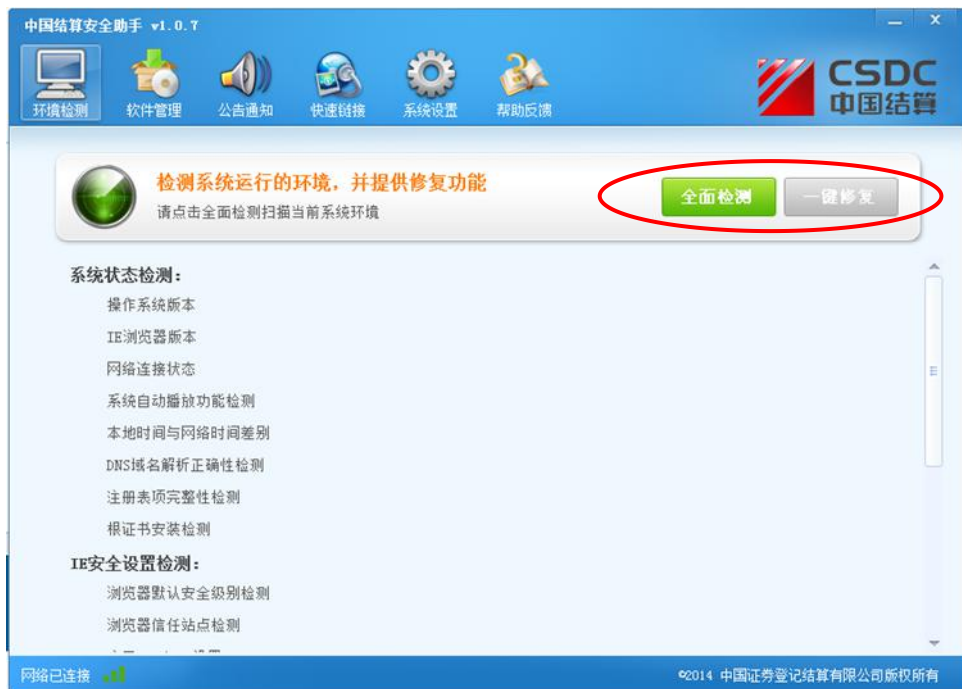 中国结算安全助手 v1.0.7
环境检测 软件管理 公告通知 快速链接 系统设置 帮助反馈
CSDC
中国结算
检测系统运行的环境，并提供修复功能
请点击全面检测扫描当前系统环境
全面检测 一键修复
系统状态检测：
操作系统版本
IE浏览器版本
网络连接状态
系统自动播放功能检测
本地时间与网络时间差别
DNS域名解析正确性检测
注册表项完整性检测
根证书安装检测
IE安全设置检测：
浏览器默认安全级别检测
浏览器信任站点检测
网络已连接
©2014 中国证券登记结算有限公司版权所有